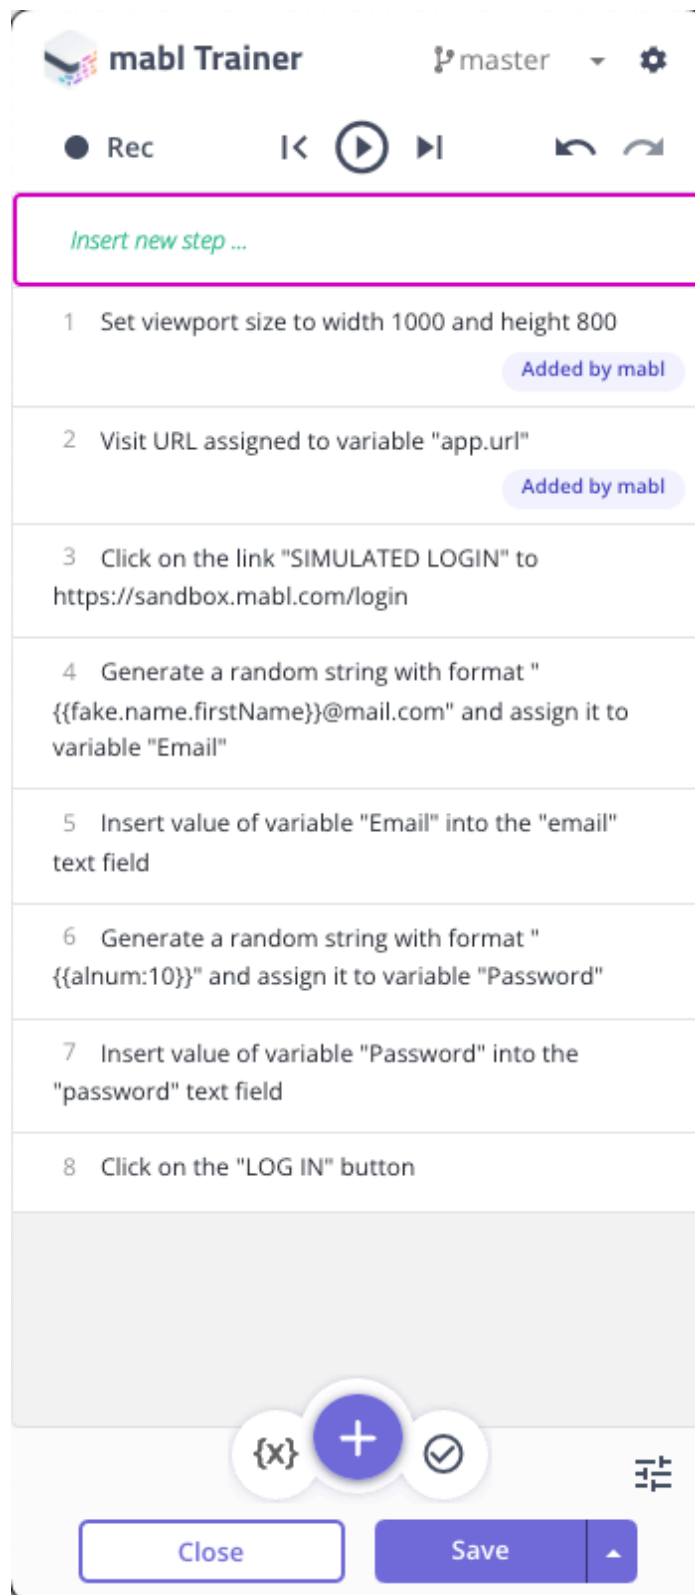 mabl Trainer master
Rec
Insert new step ...
1 Set viewport size to width 1000 and height 800
Added by mabl
2 Visit URL assigned to variable "app.url"
Added by mabl
3 Click on the link "SIMULATED LOGIN" to
https://sandbox.mabl.com/login
4 Generate a random string with format "
{{fake.name.firstName}}@mail.com" and assign it to
variable "Email"
5 Insert value of variable "Email" into the "email"
text field
6 Generate a random string with format "
{{alnum:10}}" and assign it to variable "Password"
7 Insert value of variable "Password" into the
"password" text field
8 Click on the "LOG IN" button
{x}
Close Save